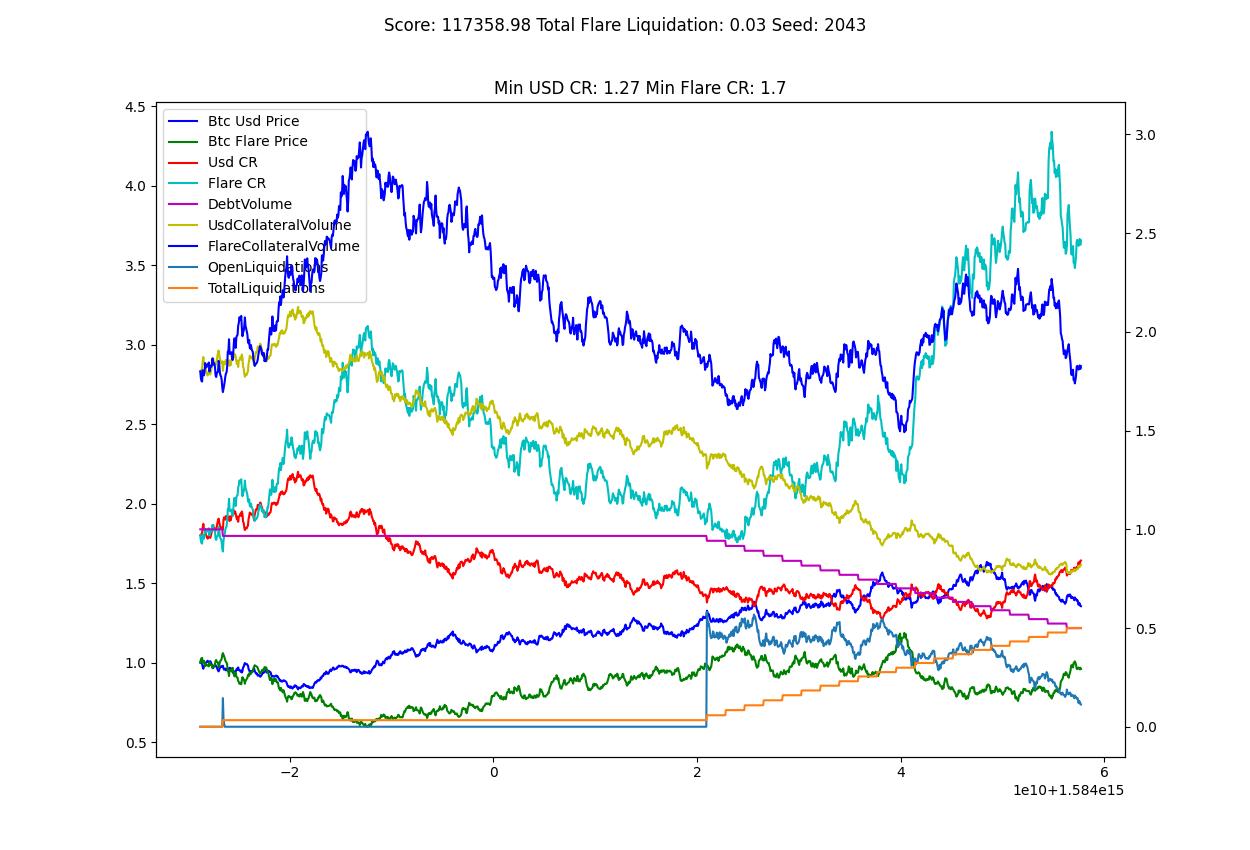 Score: 117358.98 Total Flare Liquidation: 0.03 Seed: 2043
Min USD CR: 1.27 Min Flare CR: 1.7
Btc Usd Price
Btc Flare Price
Usd CR
Flare CR
DebtVolume
UsdCollateralVolume
FlareCollateralVolume
OpenLiquidations
TotalLiquidations
4.5
4.0
3.5
3.0
2.5
2.0
1.5
1.0
0.5
3.0
2.5
2.0
1.5
1.0
0.5
0.0
−2
0
2
4
6
1e10+1.584e15